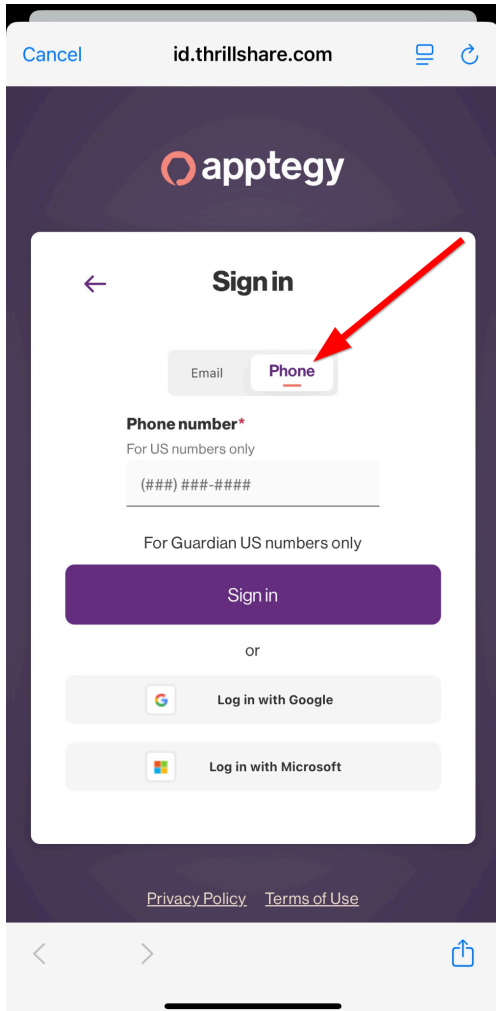 Cancel id.thrillshare.com
apptegy
Sign in
Email Phone
Phone number*
For US numbers only
(###) ###-####
For Guardian US numbers only
Sign in
or
Log in with Google
Log in with Microsoft
Privacy Policy Terms of Use